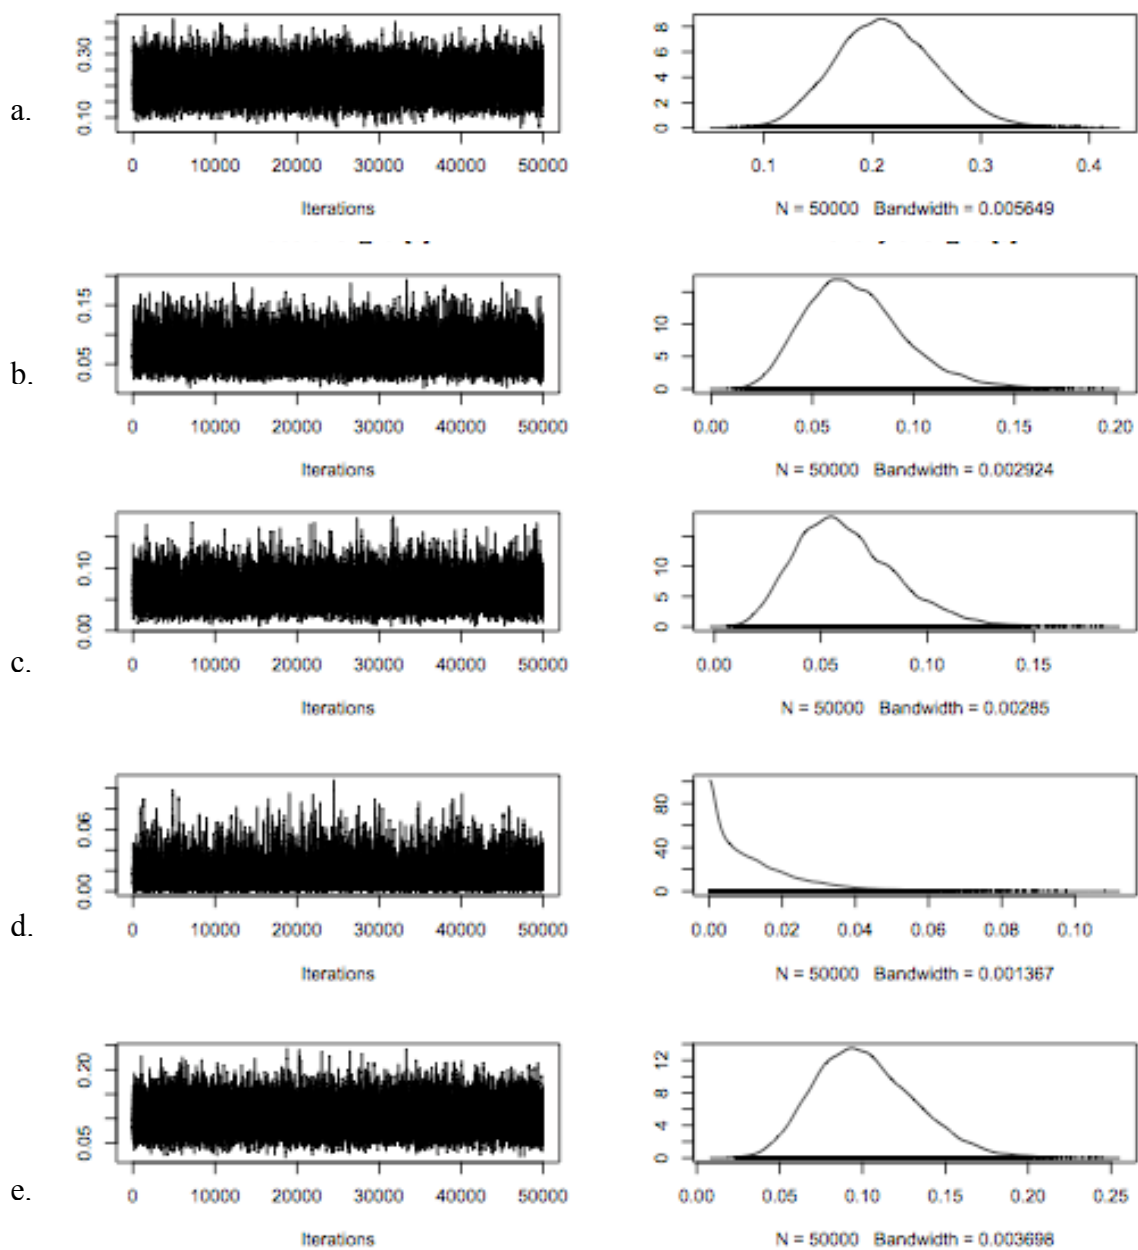 a.
0.10 0.30
0 2 4 6 8
0 10000 20000 30000 40000 50000
0.1 0.2 0.3 0.4
Iterations
N = 50000 Bandwidth = 0.005649
b.
0.05 0.15
0 5 10
0 10000 20000 30000 40000 50000
0.00 0.05 0.10 0.15 0.20
Iterations
N = 50000 Bandwidth = 0.002924
c.
0.00 0.10
0 5 10
0 10000 20000 30000 40000 50000
0.00 0.05 0.10 0.15
Iterations
N = 50000 Bandwidth = 0.00285
d.
0.00 0.06
0 40 80
0 10000 20000 30000 40000 50000
0.00 0.02 0.04 0.06 0.08 0.10
Iterations
N = 50000 Bandwidth = 0.001367
e.
0.05 0.20
0 4 8 12
0 10000 20000 30000 40000 50000
0.00 0.05 0.10 0.15 0.20 0.25
Iterations
N = 50000 Bandwidth = 0.003698